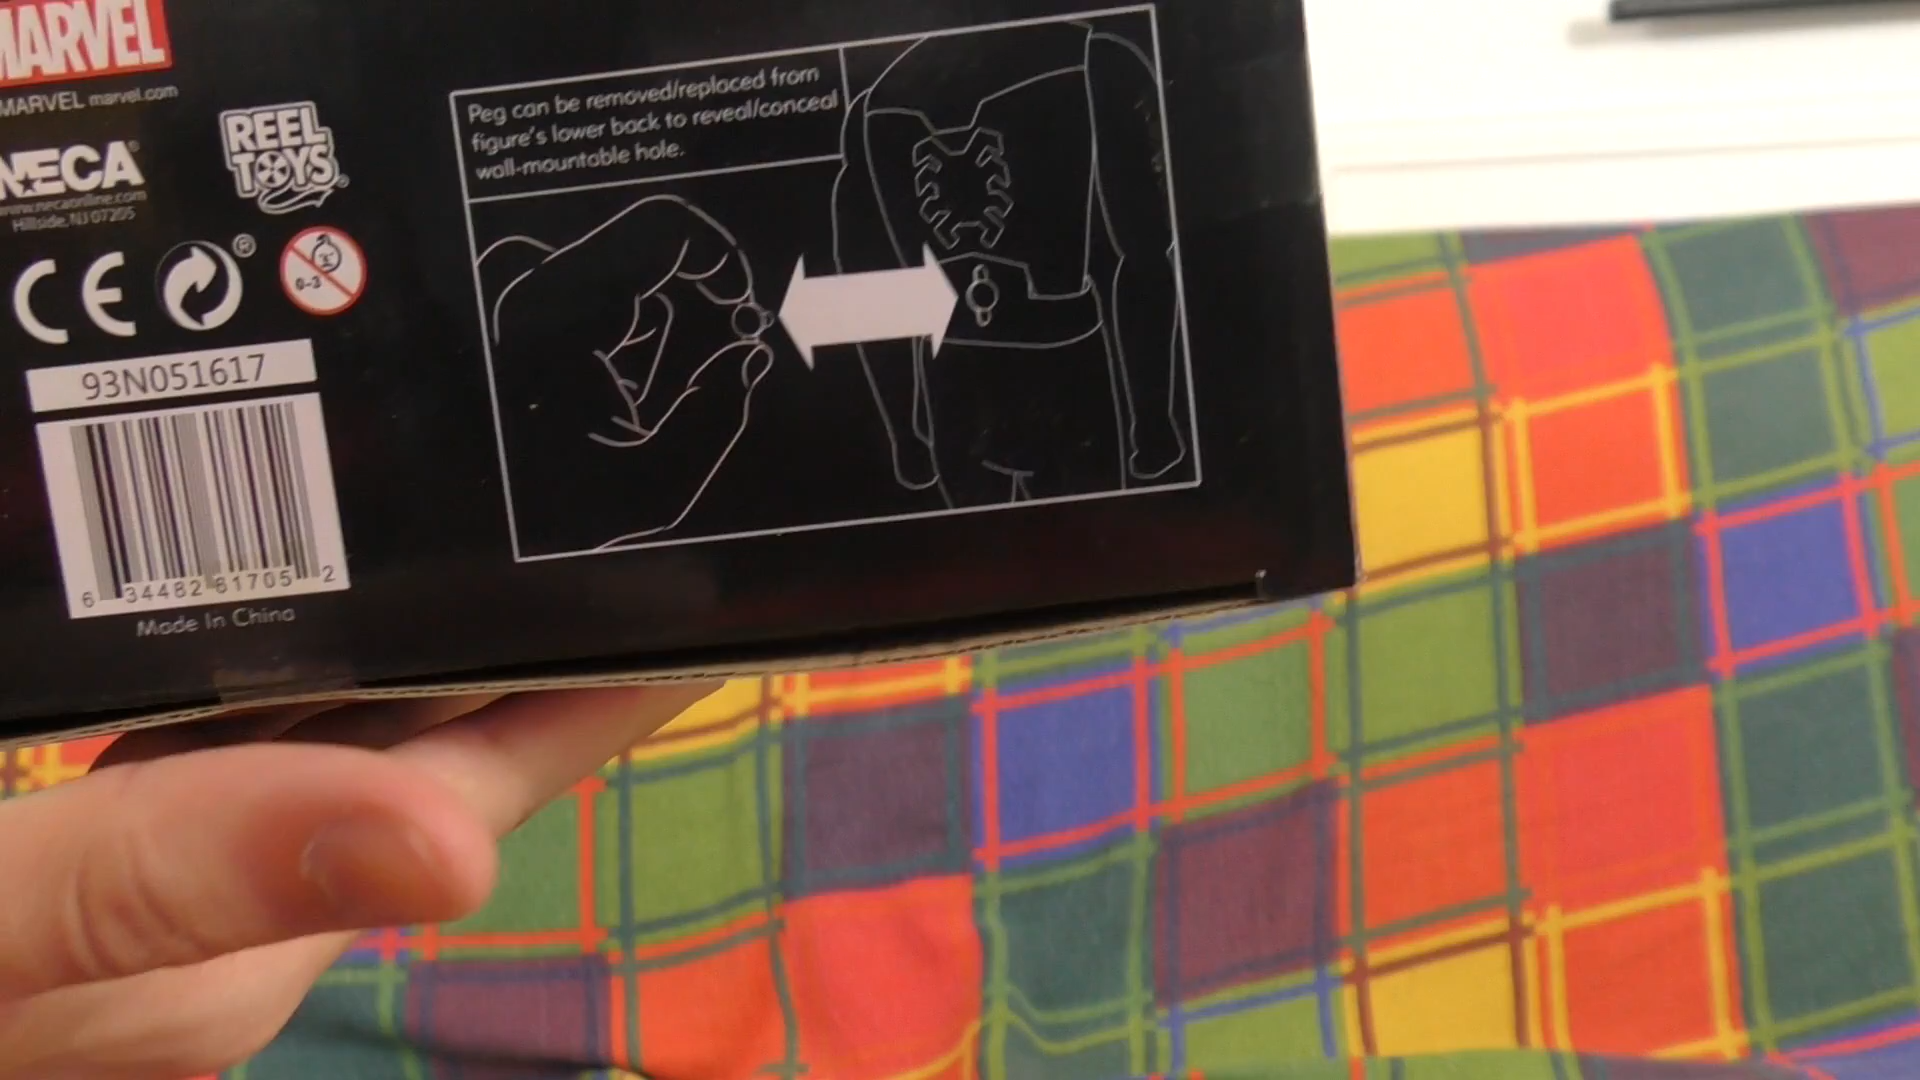 MARVEL
MARVEL marvel.com
NECA
www.necaonline.com
Hillside, NJ 07205
REEL
TOYS
CE
®
0-3
93N051617
6 34482 61705 2
Made In China
Peg can be removed/replaced from
figure's lower back to reveal/conceal
wall-mountable hole.